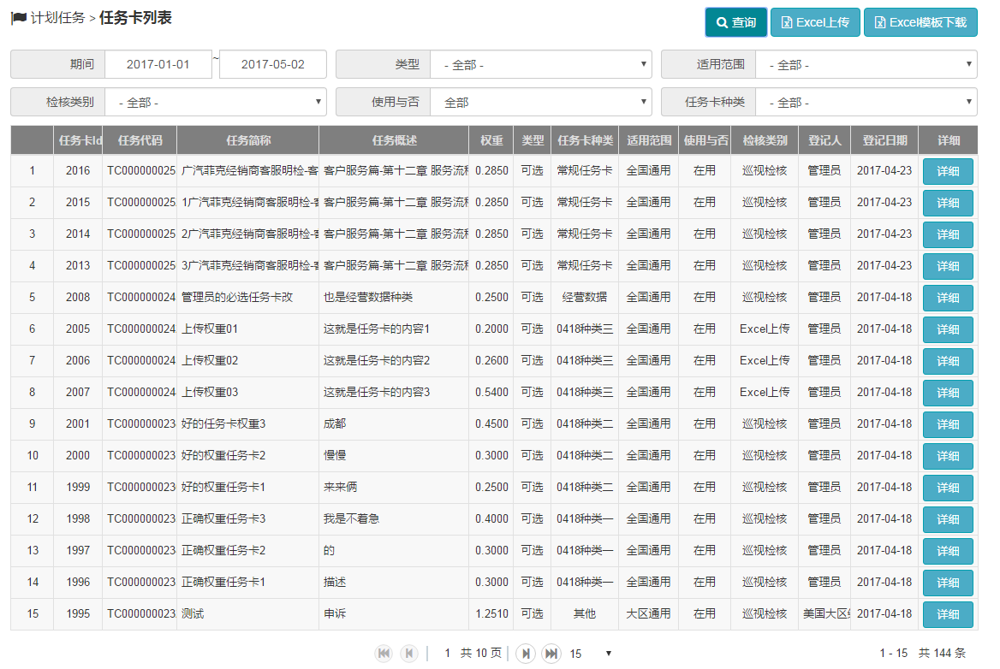 计划任务 > 任务卡列表
查询 Excel上传 Excel模板下载
期间 2017-01-01 ~ 2017-05-02 类型 - 全部 - 适用范围 - 全部 -
检核类别 - 全部 - 使用与否 全部 任务卡种类 - 全部 -
任务卡Id 任务代码 任务简称 任务概述 权重 类型 任务卡种类 适用范围 使用与否 检核类别 登记人 登记日期 详细
1 2016 TC000000025 广汽菲克经销商客服明检-客 客户服务篇-第十二章 服务流程 0.2850 可选 常规任务卡 全国通用 在用 巡视检核 管理员 2017-04-23 详细
2 2015 TC000000025 1广汽菲克经销商客服明检-客 客户服务篇-第十二章 服务流程 0.2850 可选 常规任务卡 全国通用 在用 巡视检核 管理员 2017-04-23 详细
3 2014 TC000000025 2广汽菲克经销商客服明检-客 客户服务篇-第十二章 服务流程 0.2850 可选 常规任务卡 全国通用 在用 巡视检核 管理员 2017-04-23 详细
4 2013 TC000000025 3广汽菲克经销商客服明检-客 客户服务篇-第十二章 服务流程 0.2850 可选 常规任务卡 全国通用 在用 巡视检核 管理员 2017-04-23 详细
5 2008 TC000000024 管理员的必选任务卡改 也是经营数据种类 0.2500 可选 经营数据 全国通用 在用 巡视检核 管理员 2017-04-18 详细
6 2005 TC000000024 上传权重01 这就是任务卡的内容1 0.2000 可选 0418种类三 全国通用 在用 Excel上传 管理员 2017-04-18 详细
7 2006 TC000000024 上传权重02 这就是任务卡的内容2 0.2600 可选 0418种类三 全国通用 在用 Excel上传 管理员 2017-04-18 详细
8 2007 TC000000024 上传权重03 这就是任务卡的内容3 0.5400 可选 0418种类三 全国通用 在用 Excel上传 管理员 2017-04-18 详细
9 2001 TC000000023 好的任务卡权重3 成都 0.4500 可选 0418种类二 全国通用 在用 巡视检核 管理员 2017-04-18 详细
10 2000 TC000000023 好的权重任务卡2 慢慢 0.3000 可选 0418种类二 全国通用 在用 巡视检核 管理员 2017-04-18 详细
11 1999 TC000000023 好的权重任务卡1 来来俩 0.2500 可选 0418种类二 全国通用 在用 巡视检核 管理员 2017-04-18 详细
12 1998 TC000000023 正确权重任务卡3 我是不着急 0.4000 可选 0418种类一 全国通用 在用 巡视检核 管理员 2017-04-18 详细
13 1997 TC000000023 正确权重任务卡2 的 0.3000 可选 0418种类一 全国通用 在用 巡视检核 管理员 2017-04-18 详细
14 1996 TC000000023 正确权重任务卡1 描述 0.3000 可选 0418种类一 全国通用 在用 巡视检核 管理员 2017-04-18 详细
15 1995 TC000000023 测试 申诉 1.2510 可选 其他 大区通用 在用 巡视检核 美国大区 2017-04-18 详细
1 共 10 页 15 1 - 15 共 144 条